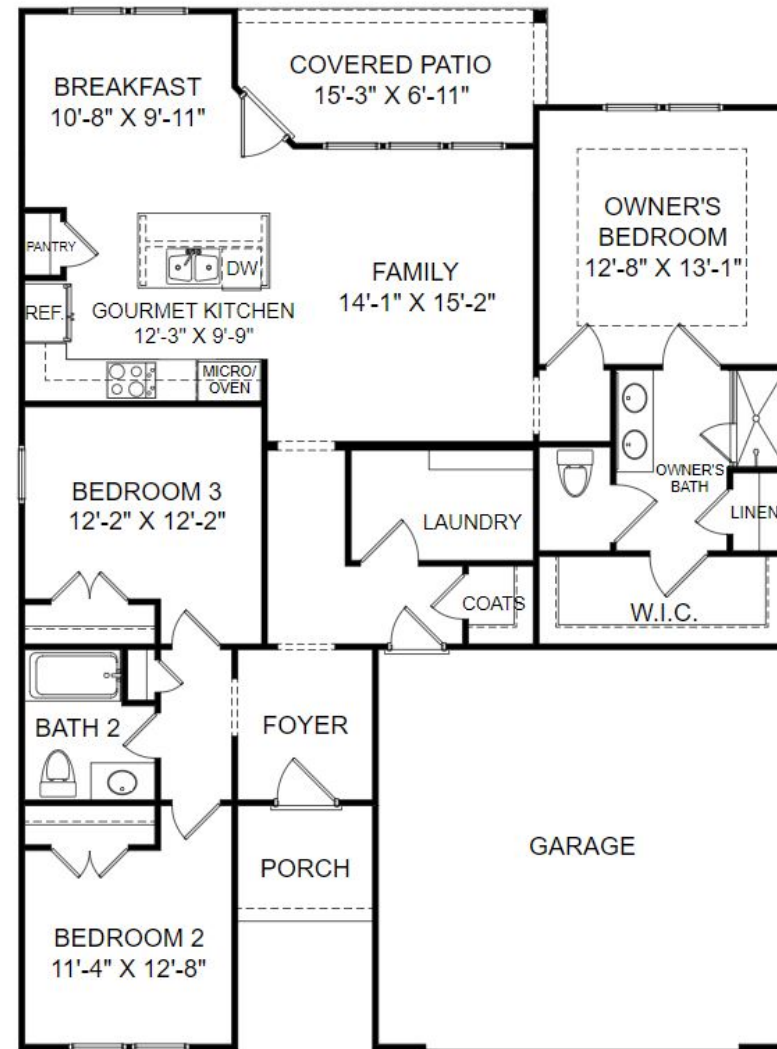 BREAKFAST
10'-8" X 9'-11"
COVERED PATIO
15'-3" X 6'-11"
OWNER'S
BEDROOM
12'-8" X 13'-1"
PANTRY
DW
FAMILY
14'-1" X 15'-2"
REF.
GOURMET KITCHEN
12'-3" X 9'-9"
MICRO/
OVEN
BEDROOM 3
12'-2" X 12'-2"
LAUNDRY
OWNER'S
BATH
LINEN
COATS
W.I.C.
BATH 2
FOYER
PORCH
GARAGE
BEDROOM 2
11'-4" X 12'-8"